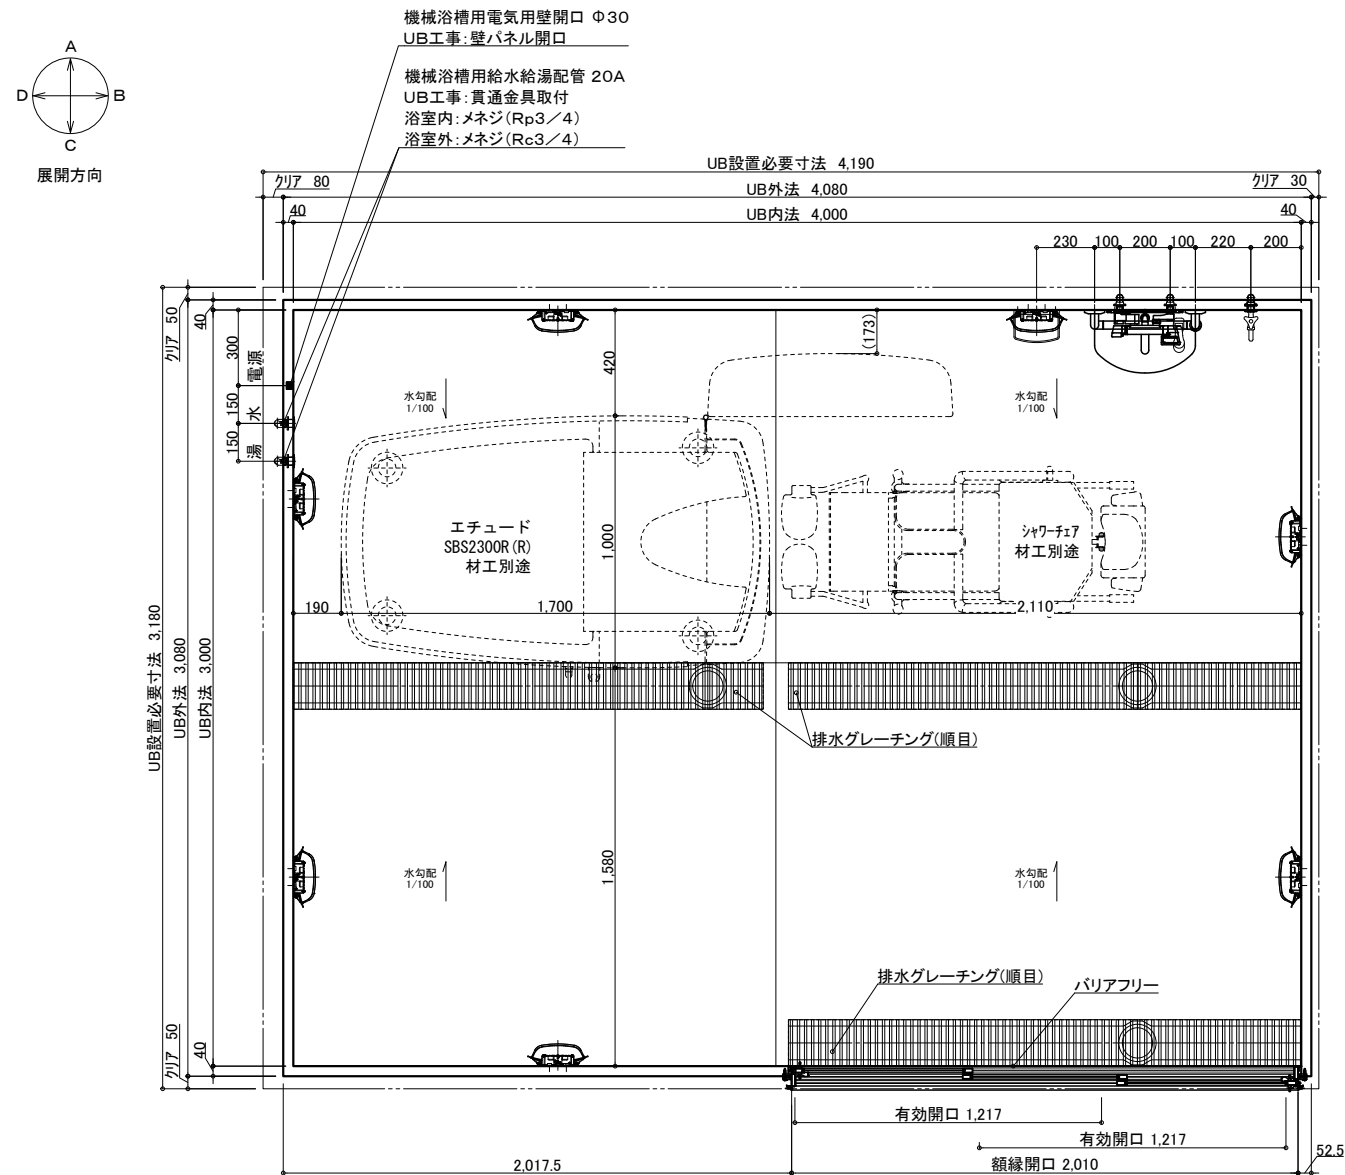 機械浴槽用電気用壁開口 Φ30
UB工事:壁パネル開口
機械浴槽用給水給湯配管 20A
UB工事:貫通金具取付
浴室内:メネジ(Rp3／4)
浴室外:メネジ(Rc3／4)
A
D
B
C
展開方向
UB設置必要寸法 4,190
クリア 80
UB外法 4,080
クリア 30
40
UB内法 4,000
40
230
100
200
100
220
200
クリア 50
40
300
電源
150
水
150
湯
420
(173)
水勾配
1/100
水勾配
1/100
エチュード
SBS2300R(R)
材工別途
1,000
シャワーチェア
材工別途
190
1,700
2,110
UB設置必要寸法 3,180
UB外法 3,080
UB内法 3,000
排水グレーチング(順目)
水勾配
1/100
1,580
水勾配
1/100
排水グレーチング(順目)
バリアフリー
クリア 50
40
有効開口 1,217
有効開口 1,217
2,017.5
額縁開口 2,010
52.5